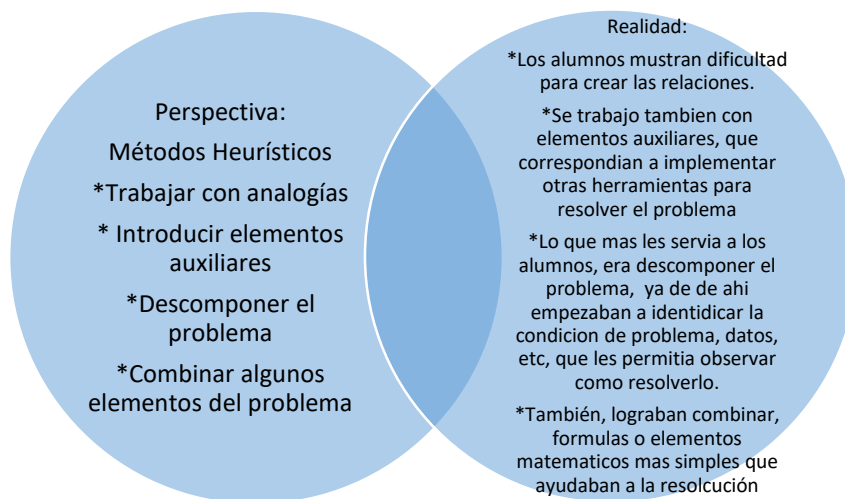 Perspectiva:
Métodos Heurísticos
*Trabajar con analogías
* Introducir elementos
auxiliares
*Descomponer el
problema
*Combinar algunos
elementos del problema
Realidad:
*Los alumnos mustran dificultad
para crear las relaciones.
*Se trabajo tambien con
elementos auxiliares, que
correspondian a implementar
otras herramientas para
resolver el problema
*Lo que mas les servia a los
alumnos, era descomponer el
problema, ya de de ahi
empezaban a identidicar la
condicion de problema, datos,
etc, que les permitia observar
como resolverlo.
*También, lograban combinar,
formulas o elementos
matematicos mas simples que
ayudaban a la resolcución